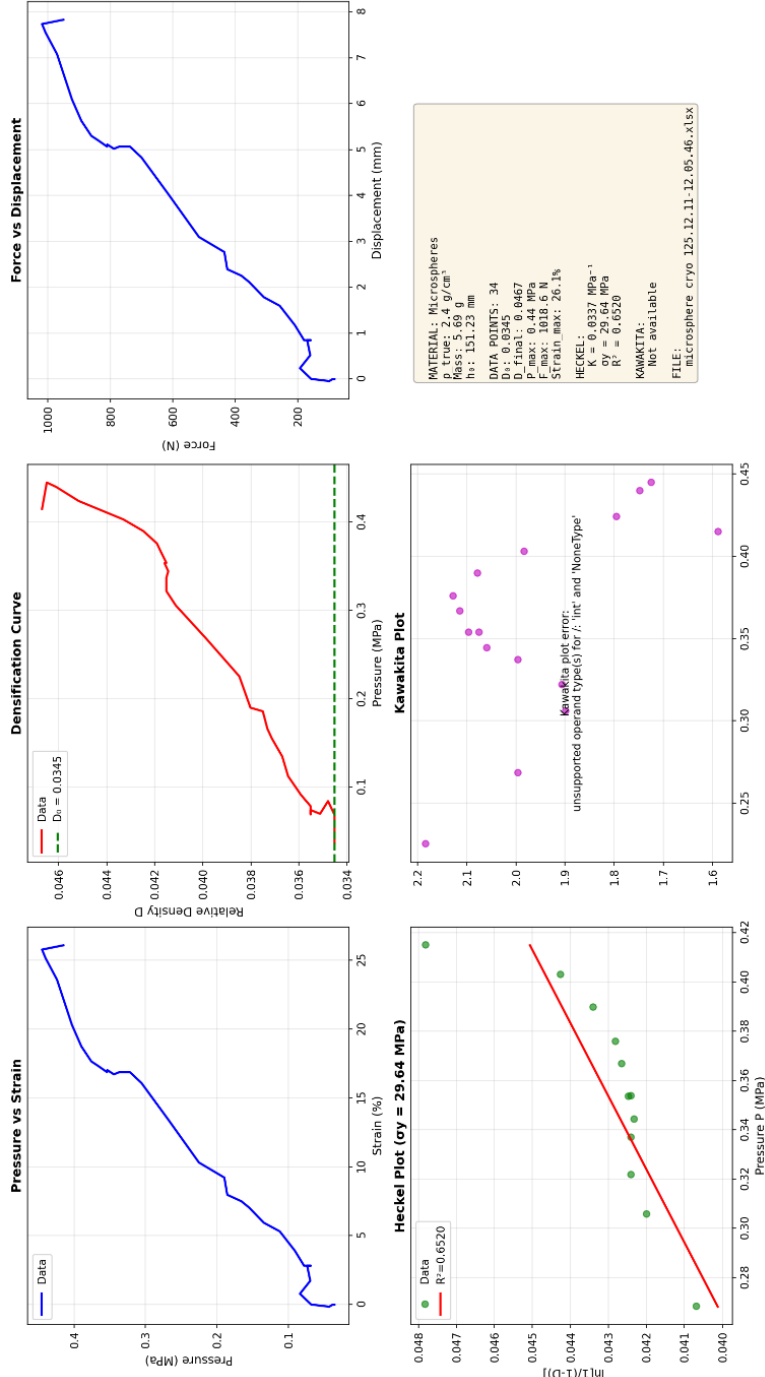 Pressure vs Strain
Data
Pressure (MPa)
0.4
0.3
0.2
0.1
0
5
10
15
20
25
Strain (%)
Densification Curve
Data
D₀ = 0.0345
Relative Density D
0.046
0.044
0.042
0.040
0.038
0.036
0.034
0.1
0.2
0.3
0.4
Pressure (MPa)
Force vs Displacement
Force (N)
1000
800
600
400
200
0
1
2
3
4
5
6
7
8
Displacement (mm)
Heckel Plot (σy = 29.64 MPa)
Data
R²=0.6520
ln[1/(1-D)]
0.048
0.047
0.046
0.045
0.044
0.043
0.042
0.041
0.040
0.28
0.30
0.32
0.34
0.36
0.38
0.40
0.42
Pressure P (MPa)
Kawakita Plot
2.2
2.1
2.0
1.9
1.8
1.7
1.6
Kawakita plot error:
unsupported operand type(s) for /: 'int' and 'NoneType'
0.25
0.30
0.35
0.40
0.45
MATERIAL: Microspheres
ρ_true: 2.4 g/cm³
Mass: 5.69 g
h₀: 151.23 mm
DATA POINTS: 34
D₀: 0.0345
D_final: 0.0467
P_max: 0.44 MPa
F_max: 1018.6 N
Strain_max: 26.1%
HECKEL:
K = 0.0337 MPa⁻¹
σy = 29.64 MPa
R² = 0.6520
KAWAKITA:
Not available
FILE:
microsphere cryo 125.12.11-12.05.46.xlsx